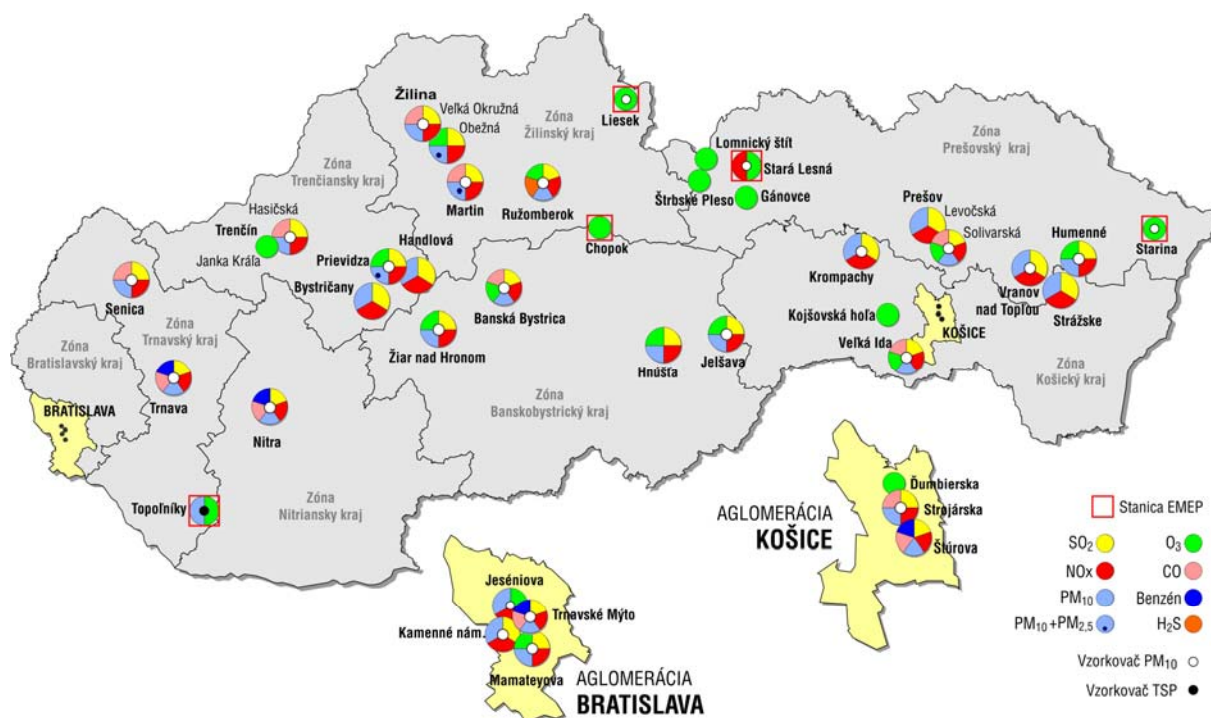 Žilina
Veľká Okružná
Obežná
Zóna
Žilinský kraj
Liesek
Lomnický štít
Stará Lesná
Štrbské Pleso
Gánovce
Zóna
Prešovský kraj
Zóna
Trenčiansky kraj
Hasičská
Trenčín
Janka Kráľa
Martin
Ružomberok
Chopok
Prešov
Levočská
Solivarská
Humenné
Starina
Handlová
Prievidza
Bystričany
Krompachy
Vranov
nad Topľou
Strážske
Senica
Banská Bystrica
Žiar nad Hronom
Hnúšťa
Jelšava
Kojšovská hoľa
KOŠICE
Veľká Ida
Zóna
Košický kraj
Zóna
Bratislavský kraj
Zóna
Trnavský kraj
Trnava
BRATISLAVA
Nitra
Zóna
Banskobystrický kraj
Topoľníky
Zóna
Nitriansky kraj
AGLOMERÁCIA
KOŠICE
Ďumbierska
Strojárska
Šťúrova
AGLOMERÁCIA
BRATISLAVA
Jeséniova
Trnavské Mýto
Kamenné nám.
Mamateyova
Stanica EMEP
SO2
O3
NOx
CO
PM10
Benzén
PM10+PM2,5
H2S
Vzorkovač PM10
Vzorkovač TSP